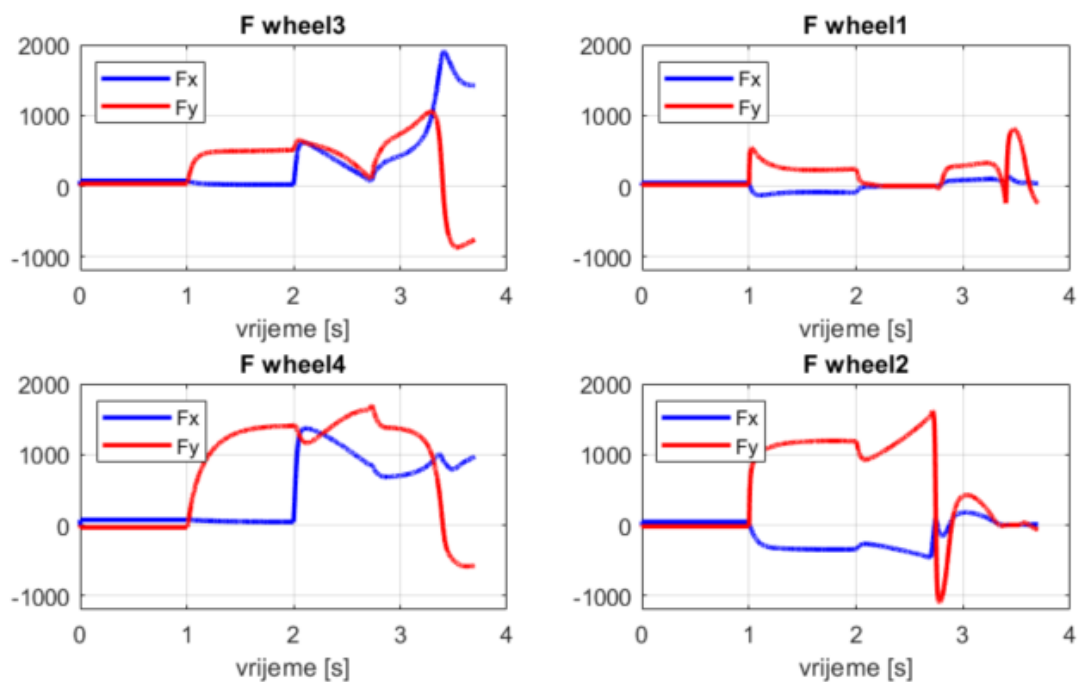 F wheel3
2000
1000
0
-1000
Fx
Fy
0 1 2 3 4
vrijeme [s]
F wheel1
2000
1000
0
-1000
Fx
Fy
0 1 2 3 4
vrijeme [s]
F wheel4
2000
1000
0
-1000
Fx
Fy
0 1 2 3 4
vrijeme [s]
F wheel2
2000
1000
0
-1000
Fx
Fy
0 1 2 3 4
vrijeme [s]